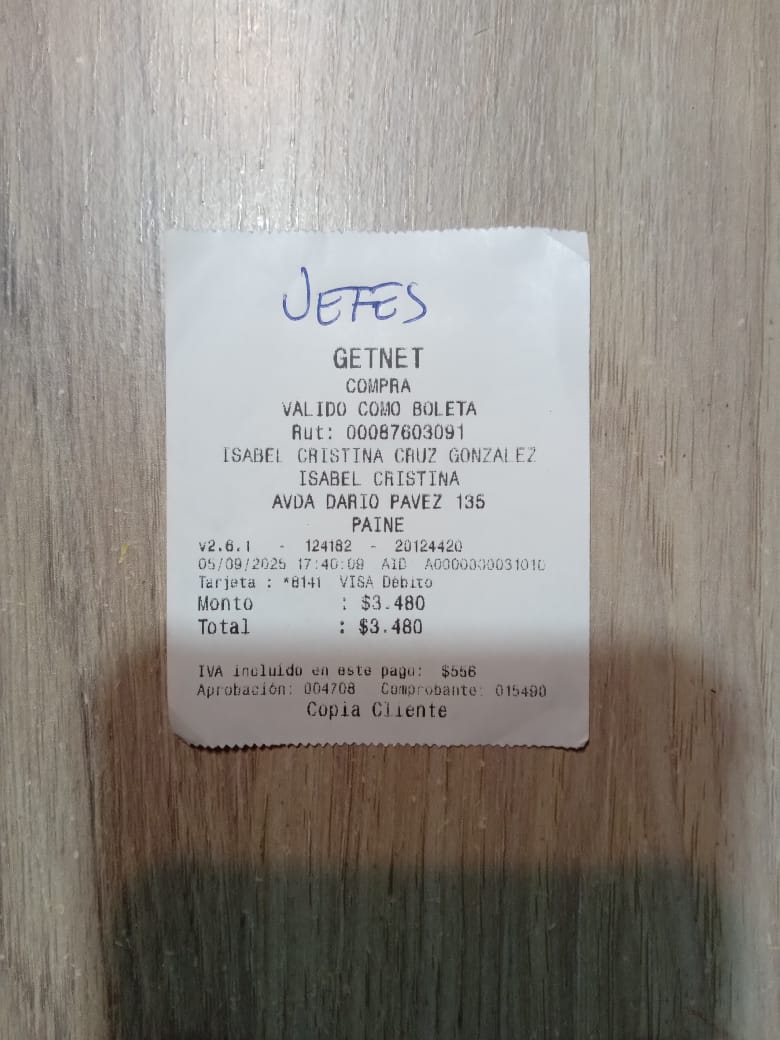 JEFES
GETNET
COMPRA
VALIDO COMO BOLETA
Rut: 00087603091
ISABEL CRISTINA CRUZ GONZALEZ
ISABEL CRISTINA
AVDA DARIO PAVEZ 135
PAINE
v2.6.1 - 124182 - 20124420
05/09/2025 17:40:09 AID A0000000031010
Tarjeta : *8141 VISA Débito
Monto : $3.480
Total : $3.480
IVA incluido en este pago: $556
Aprobación: 004708 Comprobante: 015490
Copia Cliente